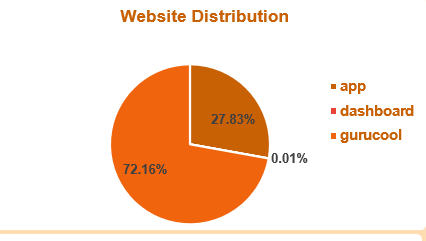 Website Distribution
app
27.83%
dashboard
gurucool
0.01%
72.16%